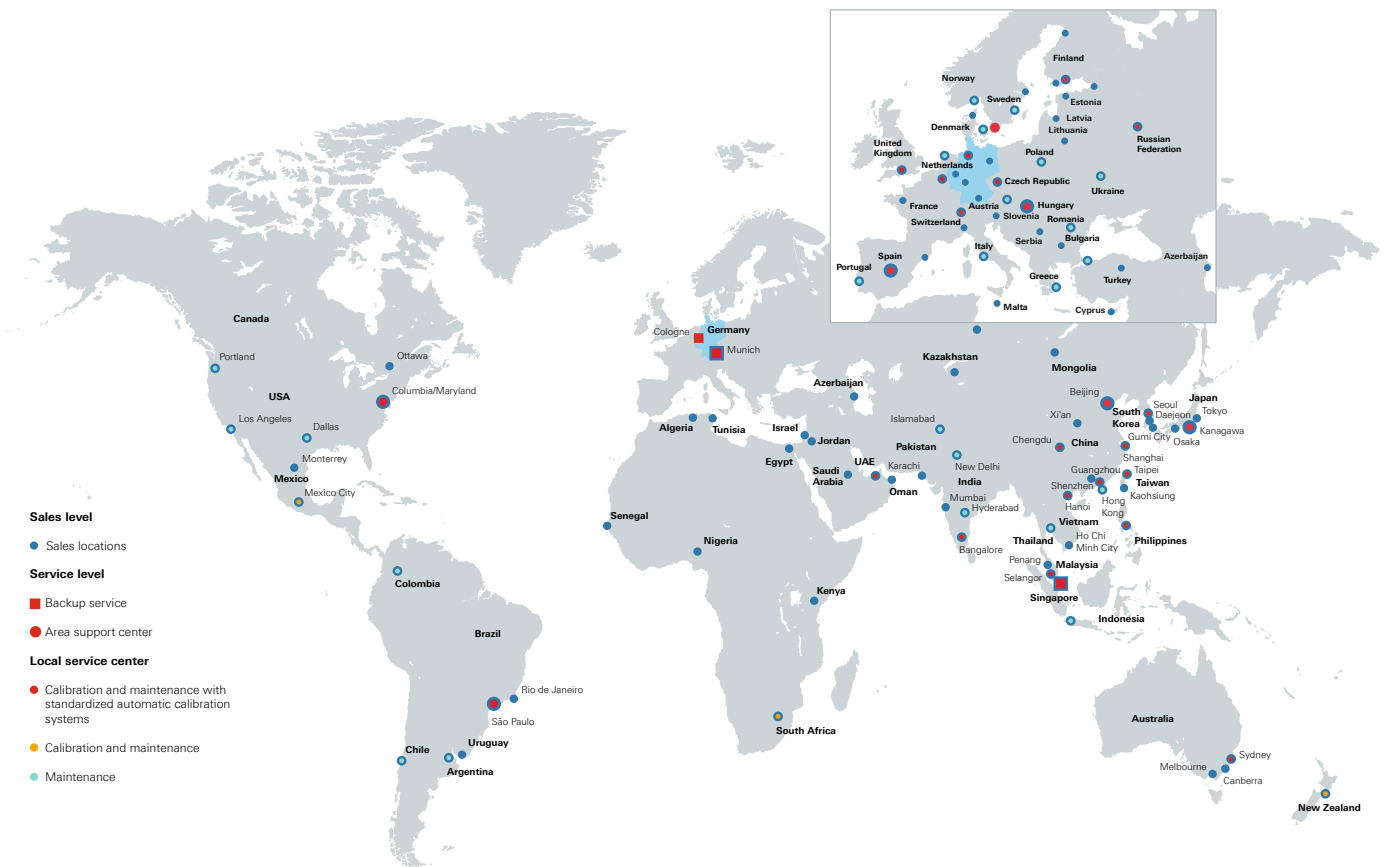 Finland
Norway
Sweden
Estonia
Denmark
Latvia
Lithuania
United
Kingdom
Russian
Federation
Poland
Netherlands
Czech Republic
Ukraine
France
Austria
Hungary
Switzerland
Slovenia
Romania
Serbia
Bulgaria
Italy
Spain
Portugal
Azerbaijan
Greece
Turkey
Malta
Cyprus
Canada
Portland
Ottawa
USA
Columbia/Maryland
Los Angeles
Dallas
Monterrey
Mexico
Mexico City
Colombia
Brazil
Rio de Janeiro
São Paulo
Chile
Uruguay
Argentina
Cologne
Germany
Munich
Kazakhstan
Mongolia
Azerbaijan
Algeria
Tunisia
Israel
Jordan
Egypt
Saudi
Arabia
UAE
Oman
Islamabad
Pakistan
Karachi
New Delhi
India
Mumbai
Hyderabad
Bangalore
Senegal
Nigeria
Kenya
South Africa
Beijing
Xi'an
Chengdu
China
South
Korea
Seoul
Daejeon
Gumi City
Japan
Tokyo
Kanagawa
Osaka
Shanghai
Guangzhou
Shenzhen
Taipei
Taiwan
Kaohsiung
Hong
Kong
Hanoi
Vietnam
Thailand
Ho Chi
Minh City
Philippines
Penang
Malaysia
Selangor
Singapore
Indonesia
Australia
Sydney
Melbourne
Canberra
New Zealand
Sales level
Sales locations
Service level
Backup service
Area support center
Local service center
Calibration and maintenance with
standardized automatic calibration
systems
Calibration and maintenance
Maintenance